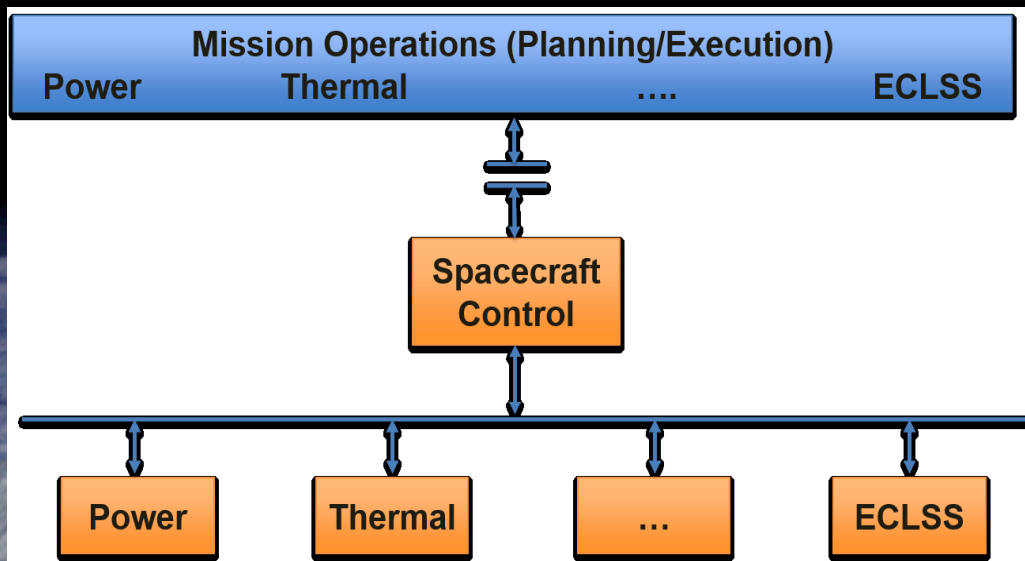 Mission Operations (Planning/Execution)
Power Thermal .... ECLSS
Spacecraft
Control
Power Thermal ... ECLSS